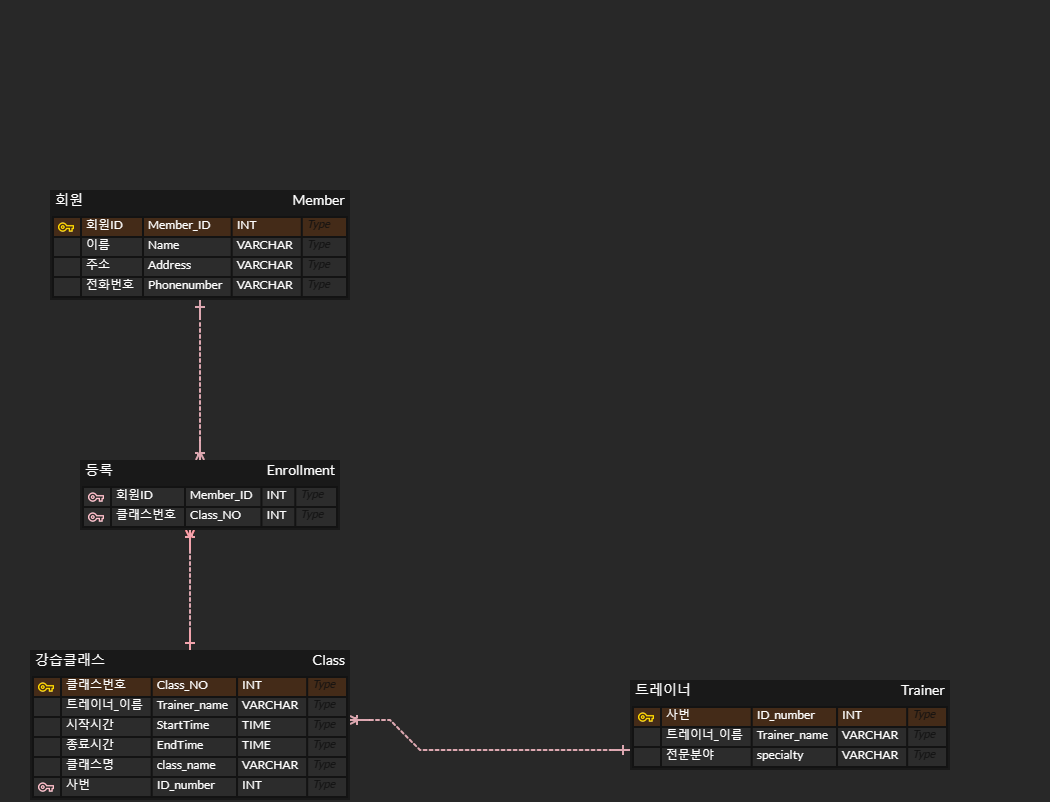 회원 Member
회원ID Member_ID INT Type
이름 Name VARCHAR Type
주소 Address VARCHAR Type
전화번호 Phonenumber VARCHAR Type
등록 Enrollment
회원ID Member_ID INT Type
클래스번호 Class_NO INT Type
강습클래스 Class
클래스번호 Class_NO INT Type
트레이너_이름 Trainer_name VARCHAR Type
시작시간 StartTime TIME Type
종료시간 EndTime TIME Type
클래스명 class_name VARCHAR Type
사번 ID_number INT Type
트레이너 Trainer
사번 ID_number INT Type
트레이너_이름 Trainer_name VARCHAR Type
전문분야 specialty VARCHAR Type